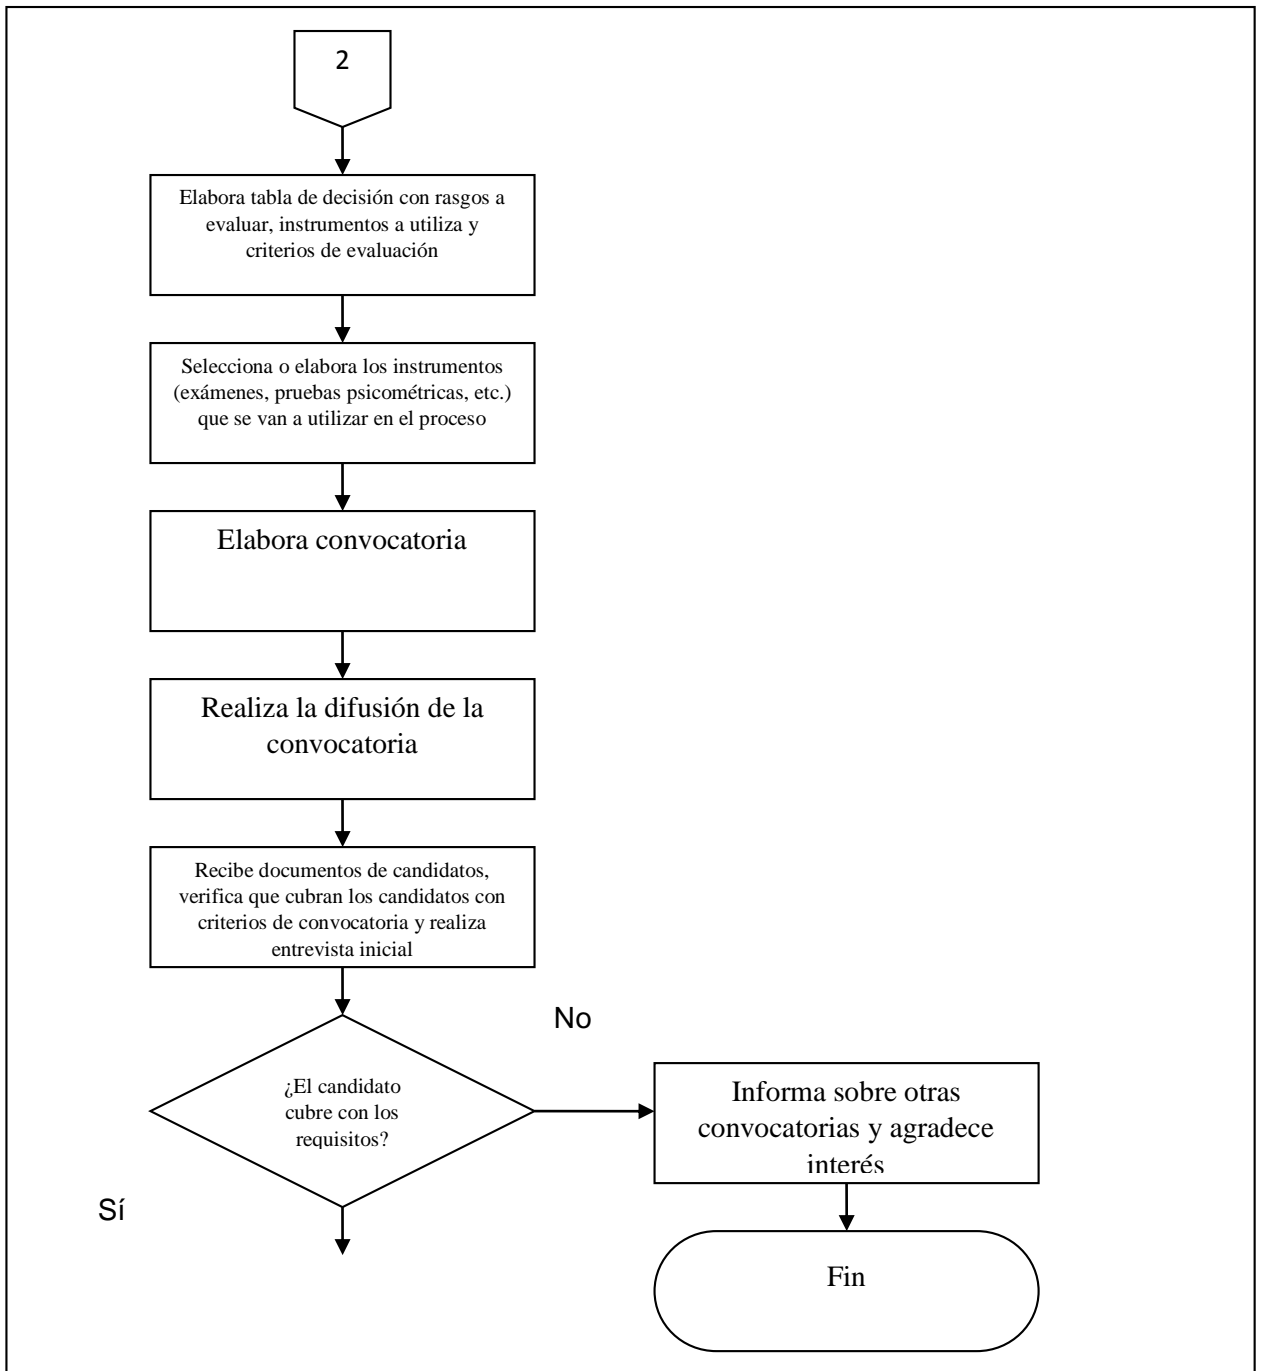 2
Elabora tabla de decisión con rasgos a
evaluar, instrumentos a utiliza y
criterios de evaluación
Selecciona o elabora los instrumentos
(exámenes, pruebas psicométricas, etc.)
que se van a utilizar en el proceso
Elabora convocatoria
Realiza la difusión de la
convocatoria
Recibe documentos de candidatos,
verifica que cubran los candidatos con
criterios de convocatoria y realiza
entrevista inicial
No
¿El candidato
cubre con los
requisitos?
Informa sobre otras
convocatorias y agradece
interés
Sí
Fin